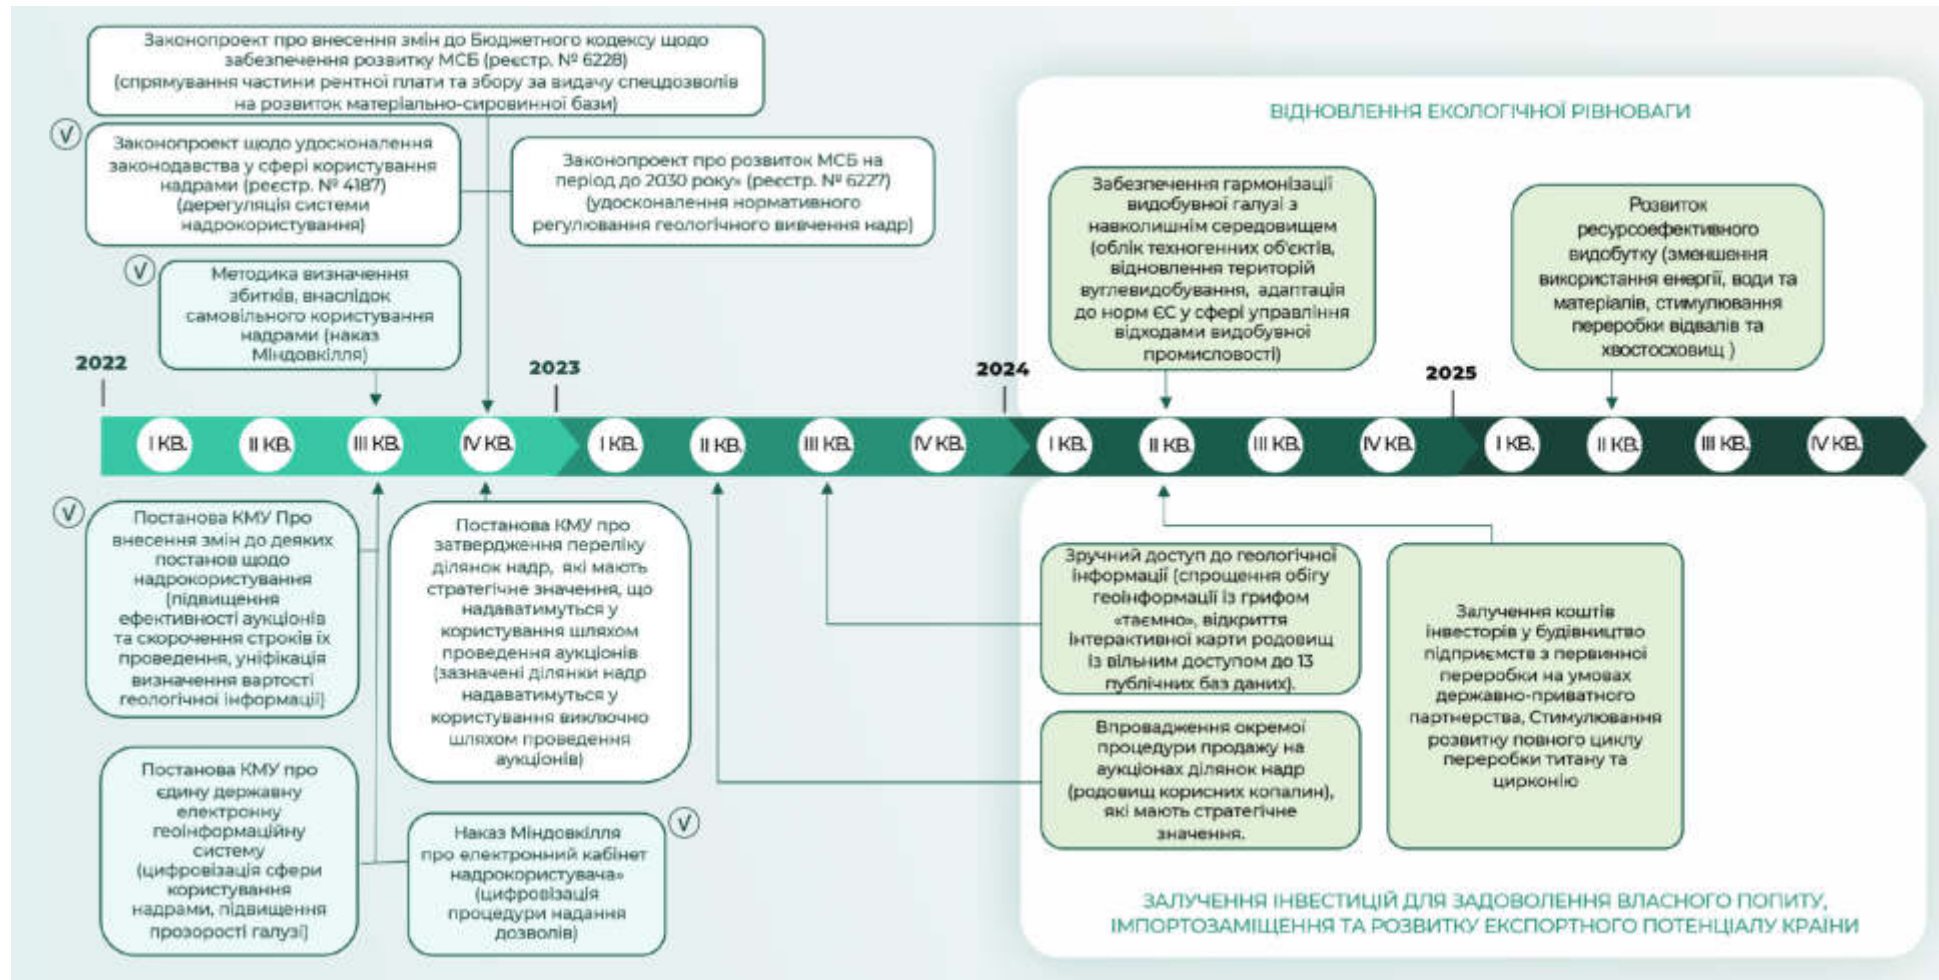 Законопроект про внесення змін до Бюджетного кодексу щодо
забезпечення розвитку МСБ (реєстр. № 6228)
(спрямування частини рентної плати та збору за видачу спецдозволів
на розвиток матеріально-сировинної бази)
√
Законопроект щодо удосконалення
законодавства у сфері користування
надрами (реєстр. № 4187)
(дерегуляція системи
надрокористування)
Законопроект про розвиток МСБ на
період до 2030 року» (реєстр. № 6227)
(удосконалення нормативного
регулювання геологічного вивчення надр)
√
Методика визначення
збитків, внаслідок
самовільного користування
надрами (наказ
Міндовкілля)
ВІДНОВЛЕННЯ ЕКОЛОГІЧНОЇ РІВНОВАГИ
Забезпечення гармонізації
видобувної галузі з
навколишнім середовищем
(облік техногенних об'єктів,
відновлення територій
вуглевидобування, адаптація
до норм ЄС у сфері управління
відходами видобувної
промисловості)
Розвиток
ресурсоефективного
видобутку (зменшення
використання енергії, води та
матеріалів, стимулювання
переробки відвалів та
хвостосховищ )
2022
2023
2024
2025
І КВ.
ІІ КВ.
ІІІ КВ.
IV КВ.
І КВ.
ІІ КВ.
ІІІ КВ.
IV КВ.
І КВ.
ІІ КВ.
ІІІ КВ.
IV КВ.
І КВ.
ІІ КВ.
ІІІ КВ.
IV КВ.
√
Постанова КМУ Про
внесення змін до деяких
постанов щодо
надрокористування
(підвищення
ефективності аукціонів
та скорочення строків їх
проведення, уніфікація
визначення вартості
геологічної інформації)
Постанова КМУ про
затвердження переліку
ділянок надр, які мають
стратегічне значення, що
надаватимуться у
користування шляхом
проведення аукціонів
(зазначені ділянки надр
надаватимуться у
користування виключно
шляхом проведення
аукціонів)
Постанова КМУ про
єдину державну
електронну
геоінформаційну
систему
(цифровізація сфери
користування
надрами, підвищення
прозорості галузі)
√
Наказ Міндовкілля
про електронний кабінет
надрокористувача»
(цифровізація
процедури надання
дозволів)
Зручний доступ до геологічної
інформації (спрощення обігу
геоінформації із грифом
«таємно», відкриття
інтерактивної карти родовищ
із вільним доступом до 13
публічних баз даних).
Впровадження окремої
процедури продажу на
аукціонах ділянок надр
(родовищ корисних копалин),
які мають стратегічне
значення.
Залучення коштів
інвесторів у будівництво
підприємств з первинної
переробки на умовах
державно-приватного
партнерства, Стимулювання
розвитку повного циклу
переробки титану та
цирконію
ЗАЛУЧЕННЯ ІНВЕСТИЦІЙ ДЛЯ ЗАДОВОЛЕННЯ ВЛАСНОГО ПОПИТУ,
ІМПОРТОЗАМІЩЕННЯ ТА РОЗВИТКУ ЕКСПОРТНОГО ПОТЕНЦІАЛУ КРАЇНИ